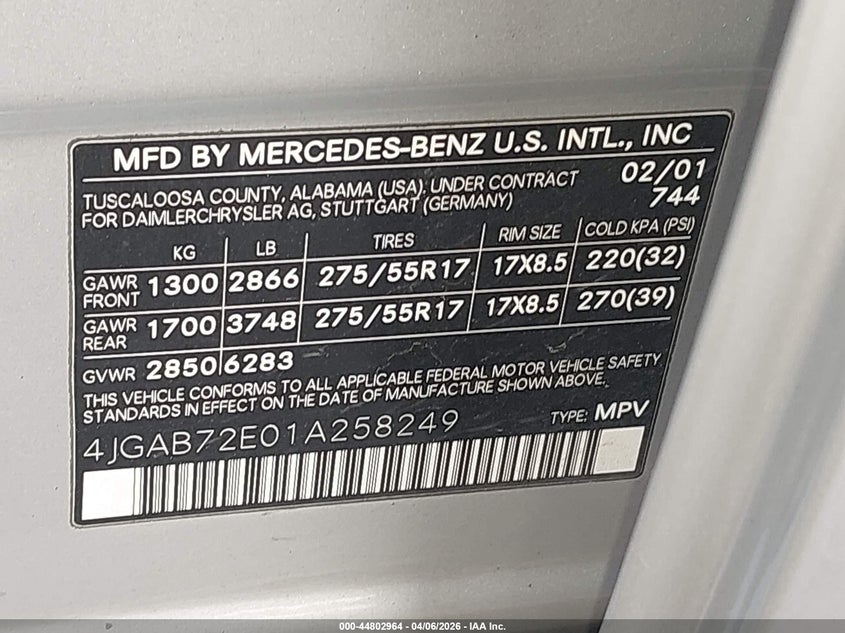 MFD BY MERCEDES-BENZ U.S. INTL., INC
TUSCALOOSA COUNTY, ALABAMA (USA). UNDER CONTRACT 02/01
FOR DAIMLERCHRYSLER AG, STUTTGART (GERMANY) 744
KG LB TIRES RIM SIZE COLD KPA (PSI)
GAWR FRONT 1300 2866 275/55R17 17X8.5 220(32)
GAWR REAR 1700 3748 275/55R17 17X8.5 270(39)
GVWR 2850 6283
THIS VEHICLE CONFORMS TO ALL APPLICABLE FEDERAL MOTOR VEHICLE SAFETY
STANDARDS IN EFFECT ON THE DATE OF MANUFACTURE SHOWN ABOVE.
4JGAB72E01A258249 TYPE: MPV
000-44802964 - 04/06/2026 - IAA Inc.